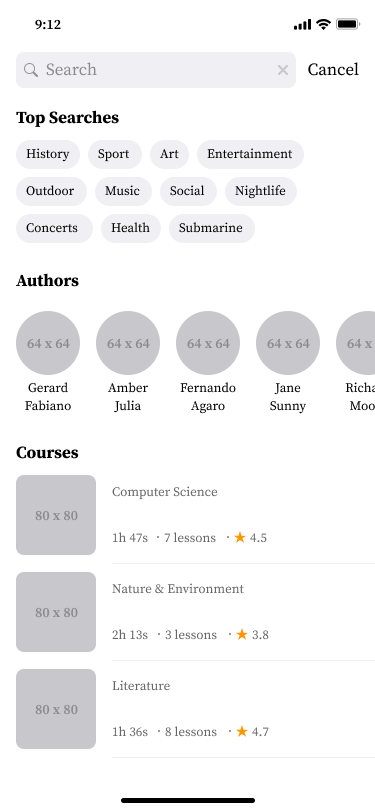 9:12
Search
Cancel
Top Searches
History Sport Art Entertainment
Outdoor Music Social Nightlife
Concerts Health Submarine
Authors
64 x 64 64 x 64 64 x 64 64 x 64 64 x
Gerard Amber Fernando Jane Richa
Fabiano Julia Agaro Sunny Moo
Courses
80 x 80
Computer Science
1h 47s · 7 lessons · ★ 4.5
80 x 80
Nature & Environment
2h 13s · 3 lessons · ★ 3.8
80 x 80
Literature
1h 36s · 8 lessons · ★ 4.7